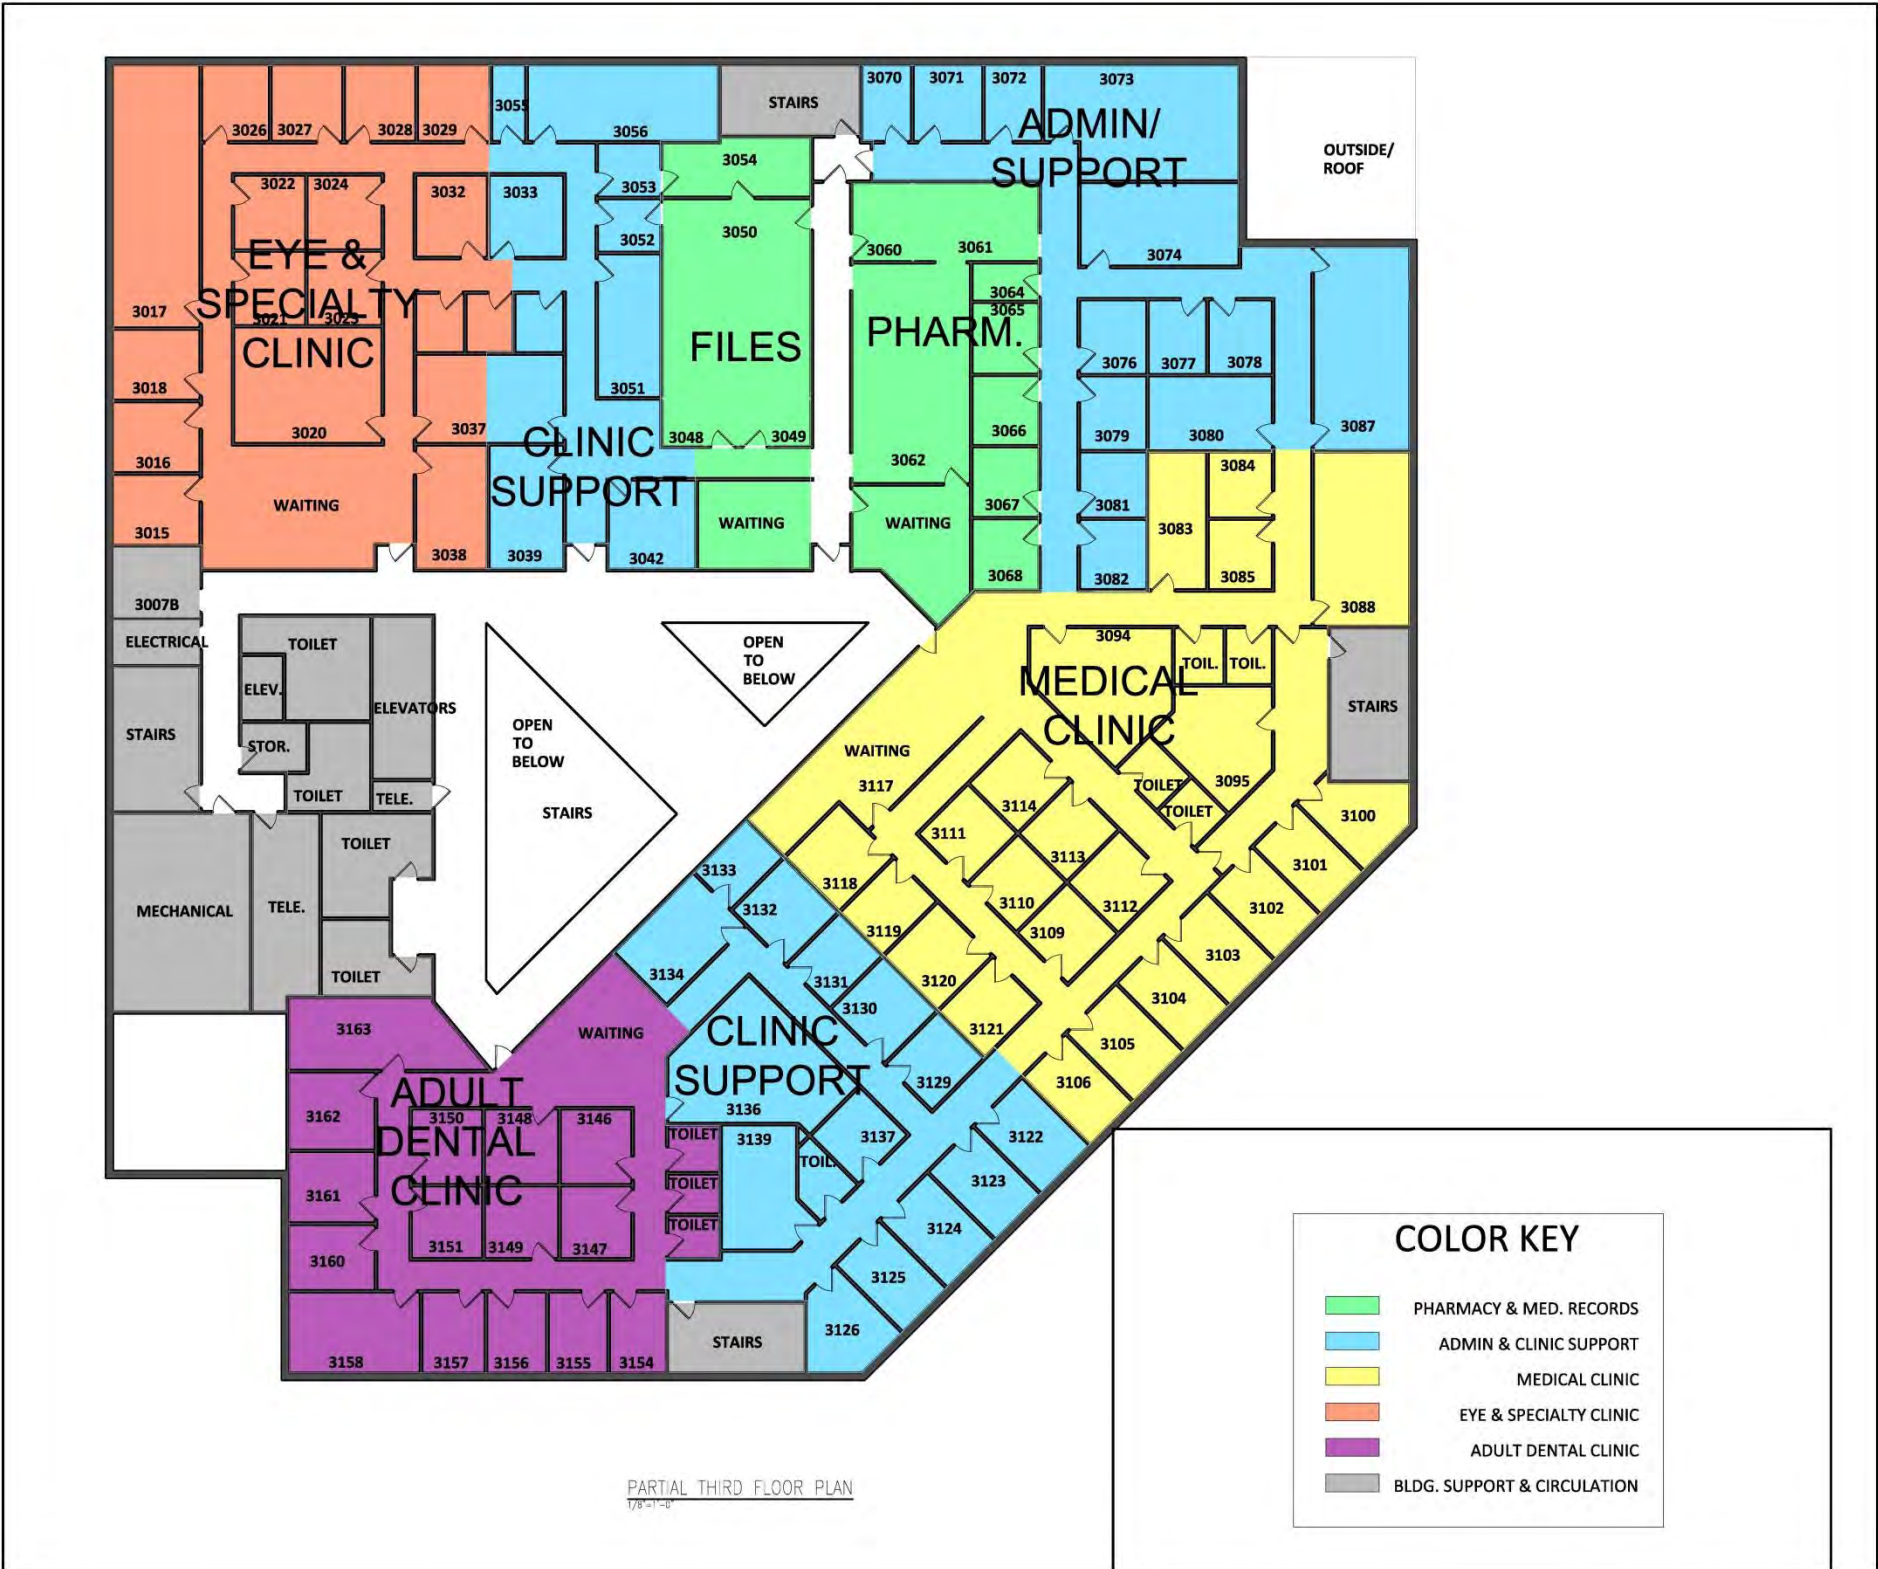 3070
3071
3072
3073
STAIRS
3055
3056
3026
3027
3028
3029
ADMIN/
SUPPORT
OUTSIDE/
ROOF
3054
3053
3022
3024
3032
3033
3052
3050
3060
3061
3074
EYE &
SPECIALTY
CLINIC
3017
3021
3023
3064
3065
FILES
PHARM.
3018
3051
3076
3077
3078
3020
3037
3048
3049
3066
3079
3080
3087
CLINIC
SUPPORT
3016
3062
3084
WAITING
3067
3081
3083
WAITING
WAITING
3015
3038
3039
3042
3068
3082
3085
3007B
3088
ELECTRICAL
TOILET
OPEN
TO
BELOW
3094
TOIL.
TOIL.
ELEV.
ELEVATORS
MEDICAL
CLINIC
STAIRS
STAIRS
STOR.
OPEN
TO
BELOW
WAITING
TOILET
TELE.
3117
TOILET
3095
TOILET
STAIRS
3114
3100
3111
TOILET
3113
3101
3133
3118
MECHANICAL
TELE.
3132
3110
3112
3102
3119
3109
3103
TOILET
3134
3131
3120
3104
3130
3163
WAITING
CLINIC
SUPPORT
3121
3105
3129
3106
ADULT
DENTAL
CLINIC
3162
3150
3148
3146
3136
TOILET
3139
3137
3122
TOIL.
3161
TOILET
3123
TOILET
3124
3151
3149
3147
3160
3125
3158
3157
3156
3155
3154
STAIRS
3126
COLOR KEY
PHARMACY & MED. RECORDS
ADMIN & CLINIC SUPPORT
MEDICAL CLINIC
EYE & SPECIALTY CLINIC
ADULT DENTAL CLINIC
BLDG. SUPPORT & CIRCULATION
PARTIAL THIRD FLOOR PLAN
1/8"=1'-0"